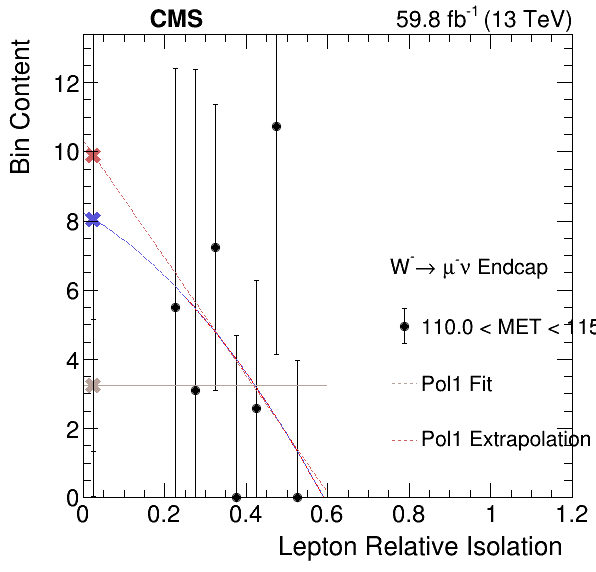 CMS 59.8 fb⁻¹ (13 TeV)
Bin Content
12
10
8
6
4
2
0
W⁻→ μ⁻ν Endcap
110.0 < MET < 115
Pol1 Fit
Pol1 Extrapolation
0 0.2 0.4 0.6 0.8 1 1.2
Lepton Relative Isolation